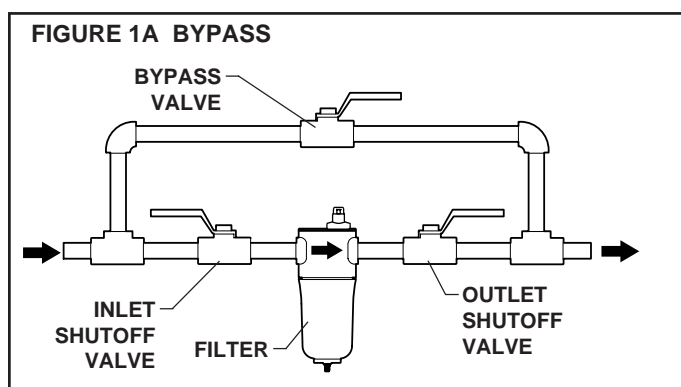 FIGURE 1A BYPASS
BYPASS
VALVE
INLET
SHUTOFF
VALVE
FILTER
OUTLET
SHUTOFF
VALVE